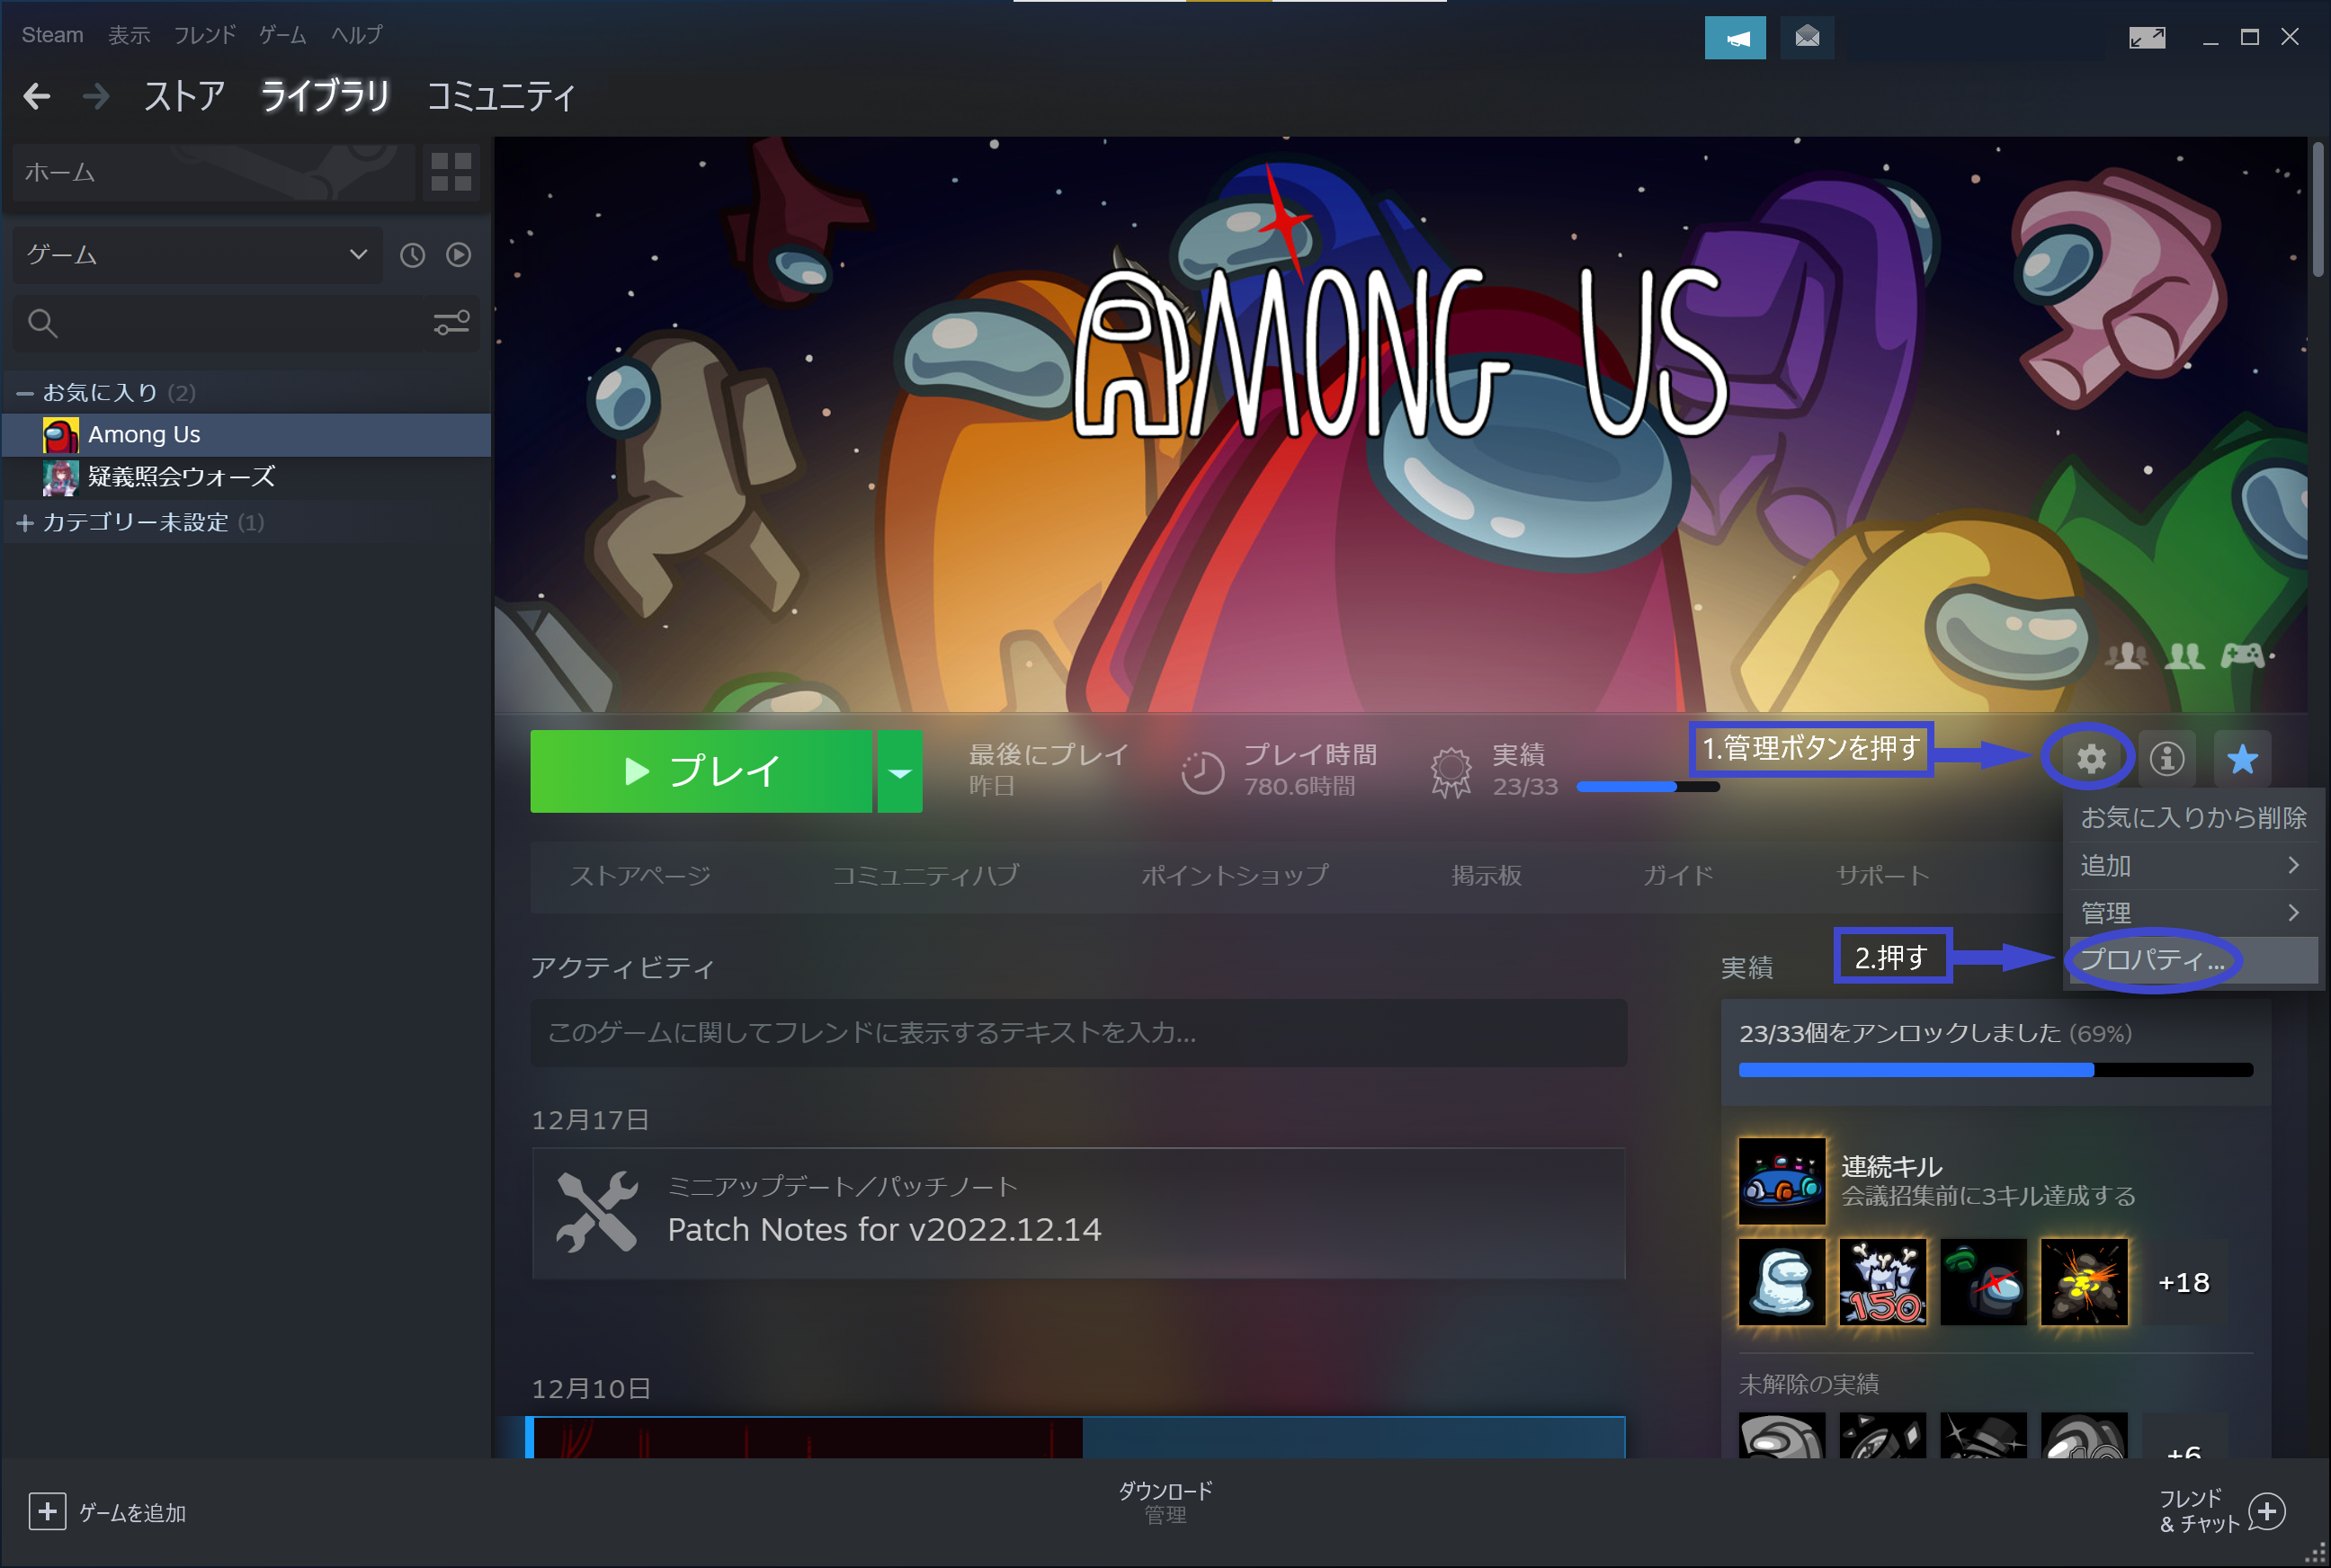 Steam 表示 フレンド ゲーム ヘルプ
ストア ライブラリ コミュニティ
ホーム
ゲーム
お気に入り (2)
Among Us
疑義照会ウォーズ
カテゴリー未設定 (1)
AMONG US
プレイ
最後にプレイ
昨日
プレイ時間
780.6時間
実績
23/33
1.管理ボタンを押す
お気に入りから削除
追加
管理
プロパティ...
2.押す
ストアページ コミュニティハブ ポイントショップ 掲示板 ガイド サポート
アクティビティ
このゲームに関してフレンドに表示するテキストを入力...
12月17日
ミニアップデート／パッチノート
Patch Notes for v2022.12.14
12月10日
実績
23/33個をアンロックしました (69%)
連続キル
会議招集前に3キル達成する
150
+18
未解除の実績
+6
ゲームを追加
ダウンロード
管理
フレンド
& チャット